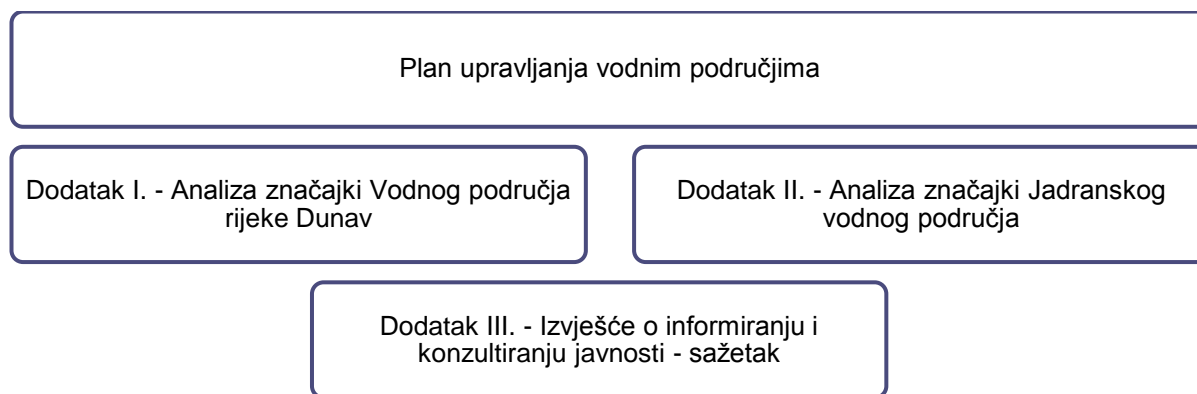 Plan upravljanja vodnim područjima
Dodatak I. - Analiza značajki Vodnog područja
rijeke Dunav
Dodatak II. - Analiza značajki Jadranskog
vodnog područja
Dodatak III. - Izvješće o informiranju i
konzultiranju javnosti - sažetak